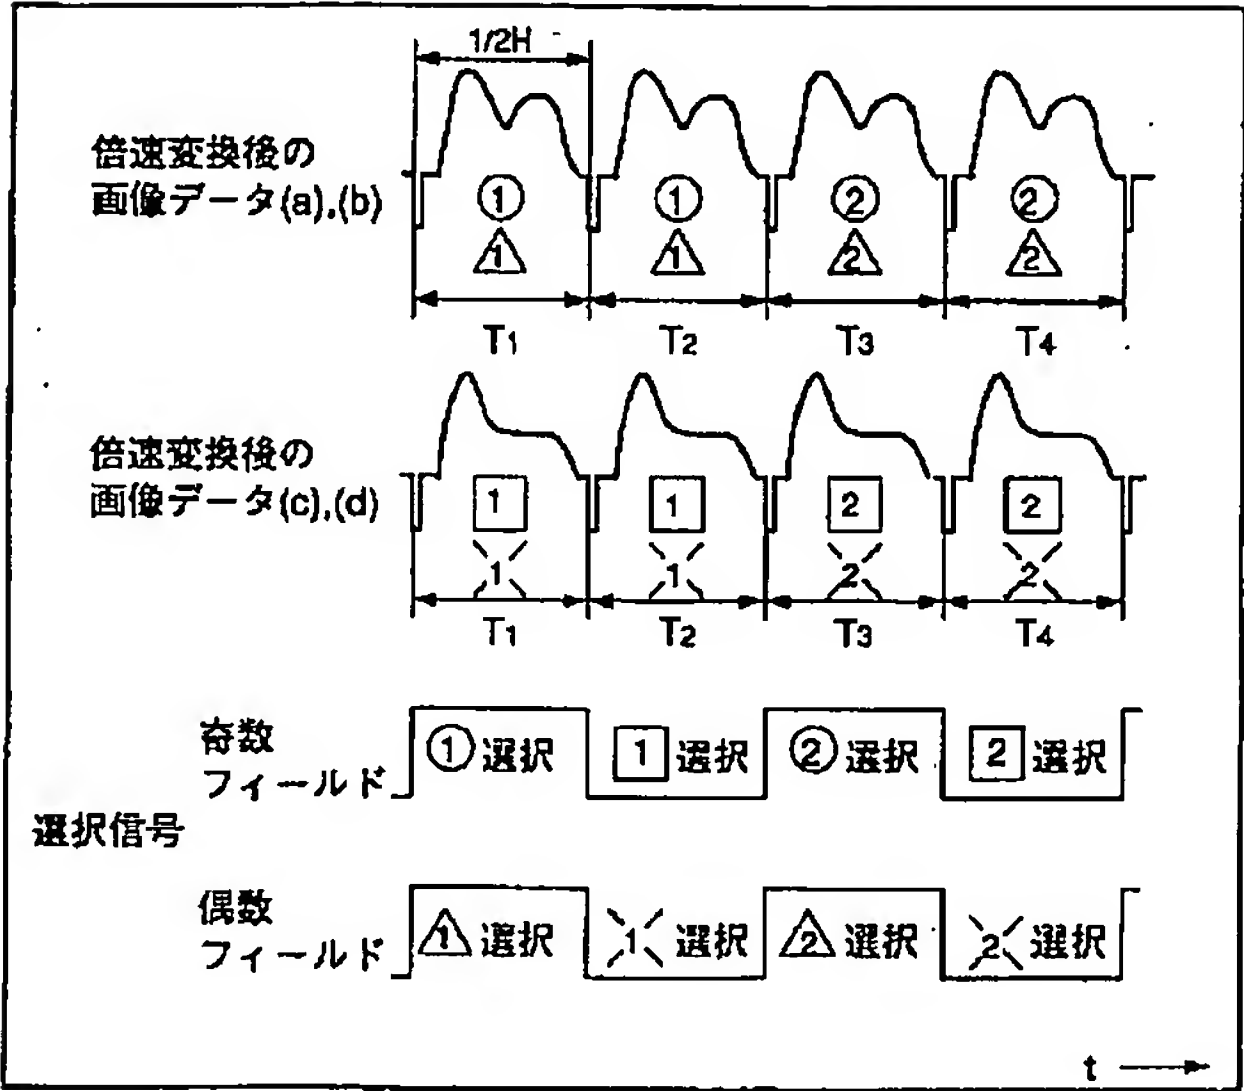 1/2H
倍速変換後の
画像データ(a),(b)
① ① ② ②
1 1 2 2
T1 T2 T3 T4
倍速変換後の
画像データ(c),(d)
1 1 2 2
1 1 2 2
T1 T2 T3 T4
奇数
フィールド
①選択 1選択 ②選択 2選択
選択信号
偶数
フィールド
1選択 1選択 2選択 2選択
t